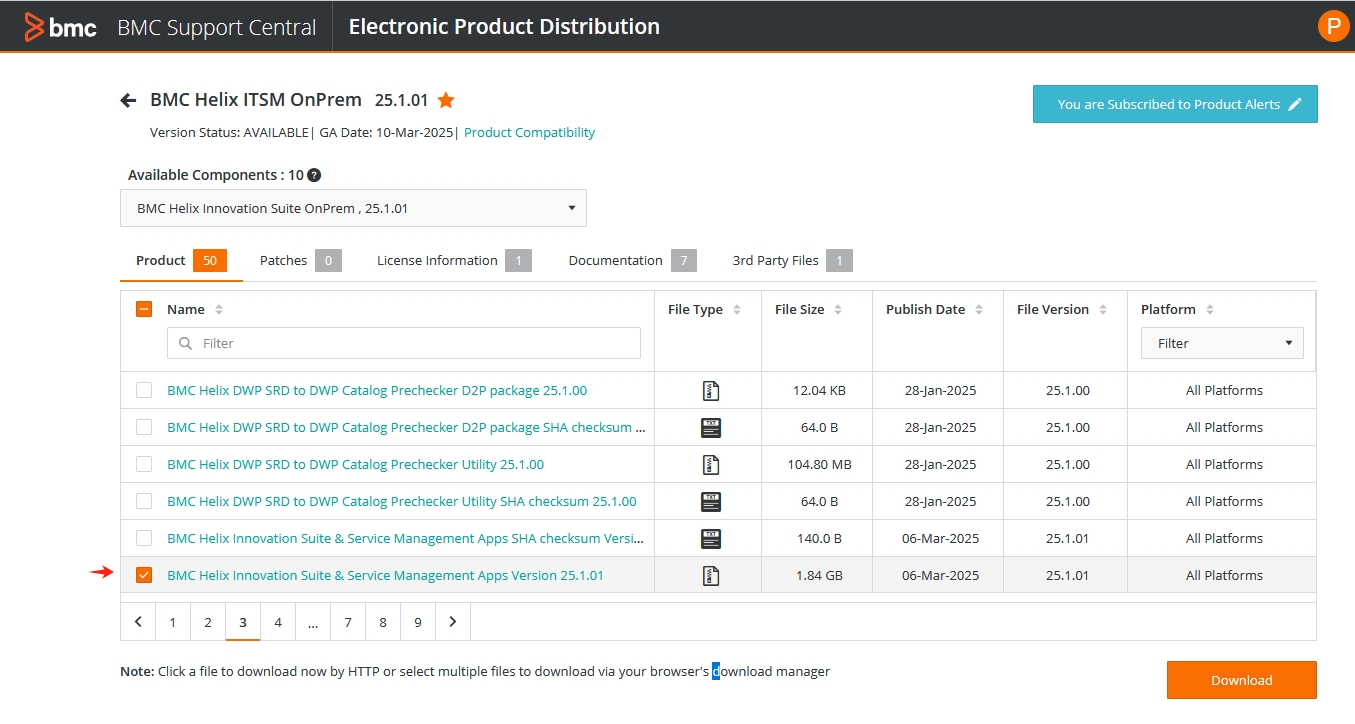 bmc BMC Support Central Electronic Product Distribution P
BMC Helix ITSM OnPrem 25.1.01
You are Subscribed to Product Alerts
Version Status: AVAILABLE| GA Date: 10-Mar-2025| Product Compatibility
Available Components : 10 ?
BMC Helix Innovation Suite OnPrem , 25.1.01
Product 50 Patches 0 License Information 1 Documentation 7 3rd Party Files 1
Name File Type File Size Publish Date File Version Platform
Filter Filter
BMC Helix DWP SRD to DWP Catalog Prechecker D2P package 25.1.00 12.04 KB 28-Jan-2025 25.1.00 All Platforms
BMC Helix DWP SRD to DWP Catalog Prechecker D2P package SHA checksum ... TXT 64.0 B 28-Jan-2025 25.1.00 All Platforms
BMC Helix DWP SRD to DWP Catalog Prechecker Utility 25.1.00 104.80 MB 28-Jan-2025 25.1.00 All Platforms
BMC Helix DWP SRD to DWP Catalog Prechecker Utility SHA checksum 25.1.00 TXT 64.0 B 28-Jan-2025 25.1.00 All Platforms
BMC Helix Innovation Suite & Service Management Apps SHA checksum Versi... TXT 140.0 B 06-Mar-2025 25.1.01 All Platforms
BMC Helix Innovation Suite & Service Management Apps Version 25.1.01 1.84 GB 06-Mar-2025 25.1.01 All Platforms
1 2 3 4 ... 7 8 9
Note: Click a file to download now by HTTP or select multiple files to download via your browser's download manager
Download